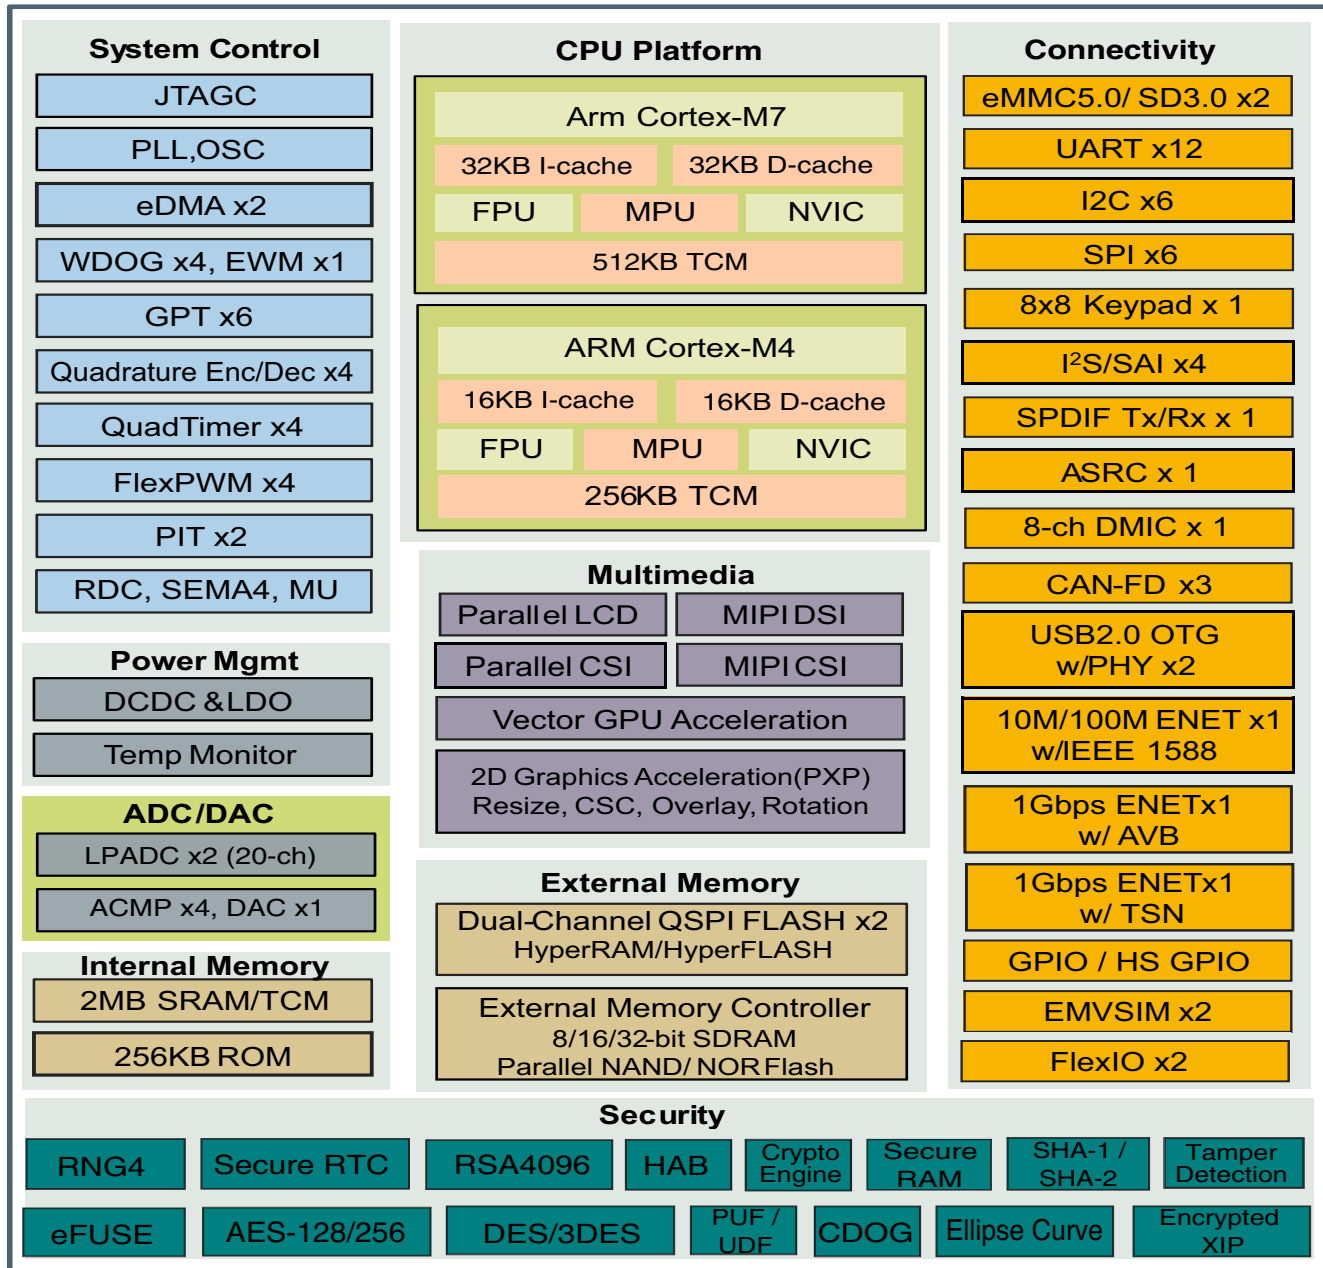 System Control
JTAGC
PLL,OSC
eDMA x2
WDOG x4, EWM x1
GPT x6
Quadrature Enc/Dec x4
QuadTimer x4
FlexPWM x4
PIT x2
RDC, SEMA4, MU
Power Mgmt
DCDC &LDO
Temp Monitor
ADC/DAC
LPADC x2 (20-ch)
ACMP x4, DAC x1
Internal Memory
2MB SRAM/TCM
256KB ROM
CPU Platform
Arm Cortex-M7
32KB I-cache 32KB D-cache
FPU MPU NVIC
512KB TCM
ARM Cortex-M4
16KB I-cache 16KB D-cache
FPU MPU NVIC
256KB TCM
Multimedia
Parallel LCD MIPI DSI
Parallel CSI MIPI CSI
Vector GPU Acceleration
2D Graphics Acceleration(PXP)
Resize, CSC, Overlay, Rotation
External Memory
Dual-Channel QSPI FLASH x2
HyperRAM/HyperFLASH
External Memory Controller
8/16/32-bit SDRAM
Parallel NAND/ NOR Flash
Connectivity
eMMC5.0/ SD3.0 x2
UART x12
I2C x6
SPI x6
8x8 Keypad x 1
I²S/SAI x4
SPDIF Tx/Rx x 1
ASRC x 1
8-ch DMIC x 1
CAN-FD x3
USB2.0 OTG
w/PHY x2
10M/100M ENET x1
w/IEEE 1588
1Gbps ENETx1
w/ AVB
1Gbps ENETx1
w/ TSN
GPIO / HS GPIO
EMVSIM x2
FlexIO x2
Security
RNG4
Secure RTC
RSA4096
HAB
Crypto
Engine
Secure
RAM
SHA-1 /
SHA-2
Tamper
Detection
eFUSE
AES-128/256
DES/3DES
PUF /
UDF
CDOG
Ellipse Curve
Encrypted
XIP